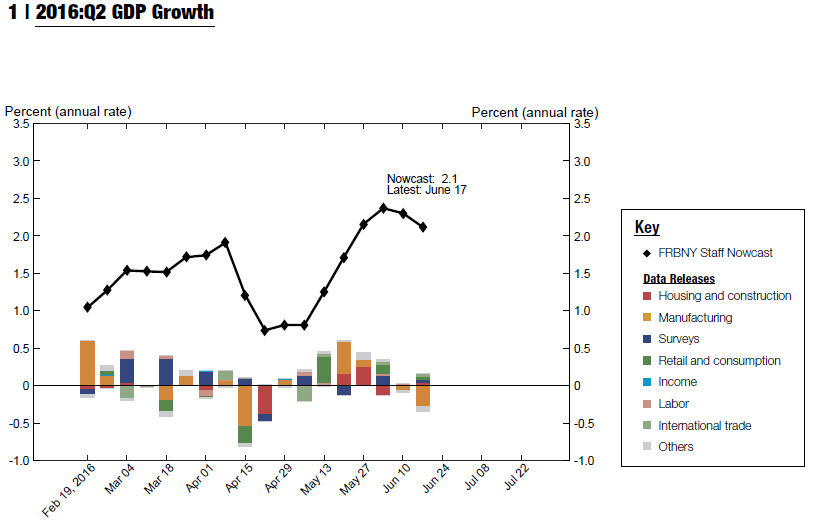 1 | 2016:Q2 GDP Growth
Percent (annual rate)
Percent (annual rate)
3.5
3.0
2.5
2.0
1.5
1.0
0.5
0
-0.5
-1.0
Nowcast: 2.1
Latest: June 17
3.5
3.0
2.5
2.0
1.5
1.0
0.5
0
-0.5
-1.0
Feb 19, 2016
Mar 04
Mar 18
Apr 01
Apr 15
Apr 29
May 13
May 27
Jun 10
Jun 24
Jul 08
Jul 22
Key
FRBNY Staff Nowcast
Data Releases
Housing and construction
Manufacturing
Surveys
Retail and consumption
Income
Labor
International trade
Others